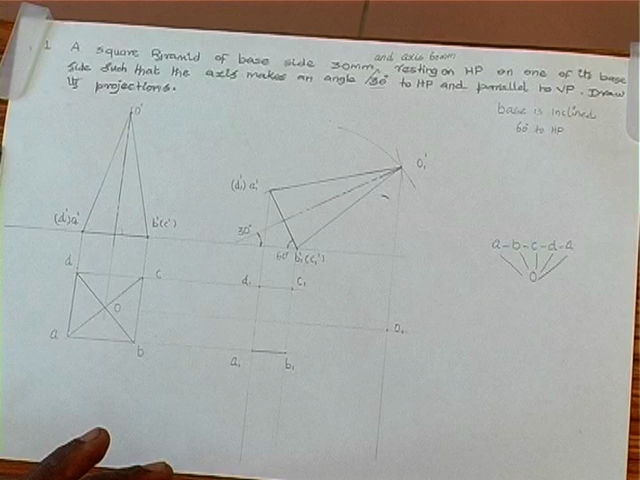 1. A square Pyramid of base side 30mm and axis 60mm, resting on HP on one of its base
side such that the axis makes an angle 30° to HP and parallel to VP. Draw
its projections.
base is inclined
60° to HP
o'
(d') a' b'(c')
(d₁') a₁' o₁'
30° 60° b₁'(c₁')
a-b-c-d-a
o
d c d₁ c₁
o o₁
a b a₁ b₁